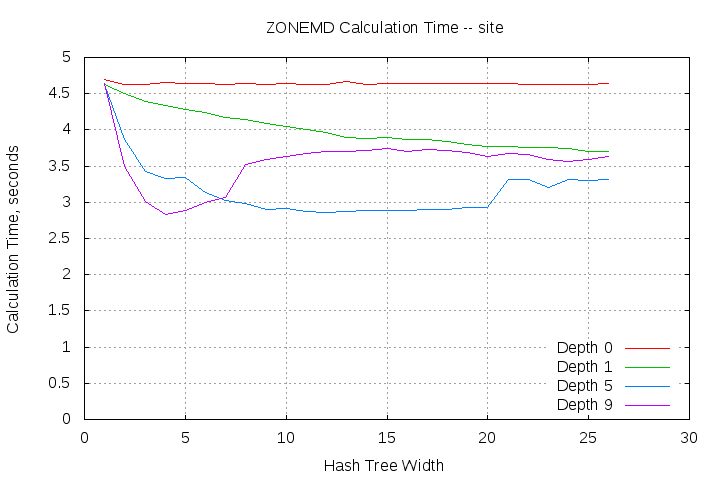 ZONEMD Calculation Time -- site
Calculation Time, seconds
5
4.5
4
3.5
3
2.5
2
1.5
1
0.5
0
Depth 0
Depth 1
Depth 5
Depth 9
0 5 10 15 20 25 30
Hash Tree Width